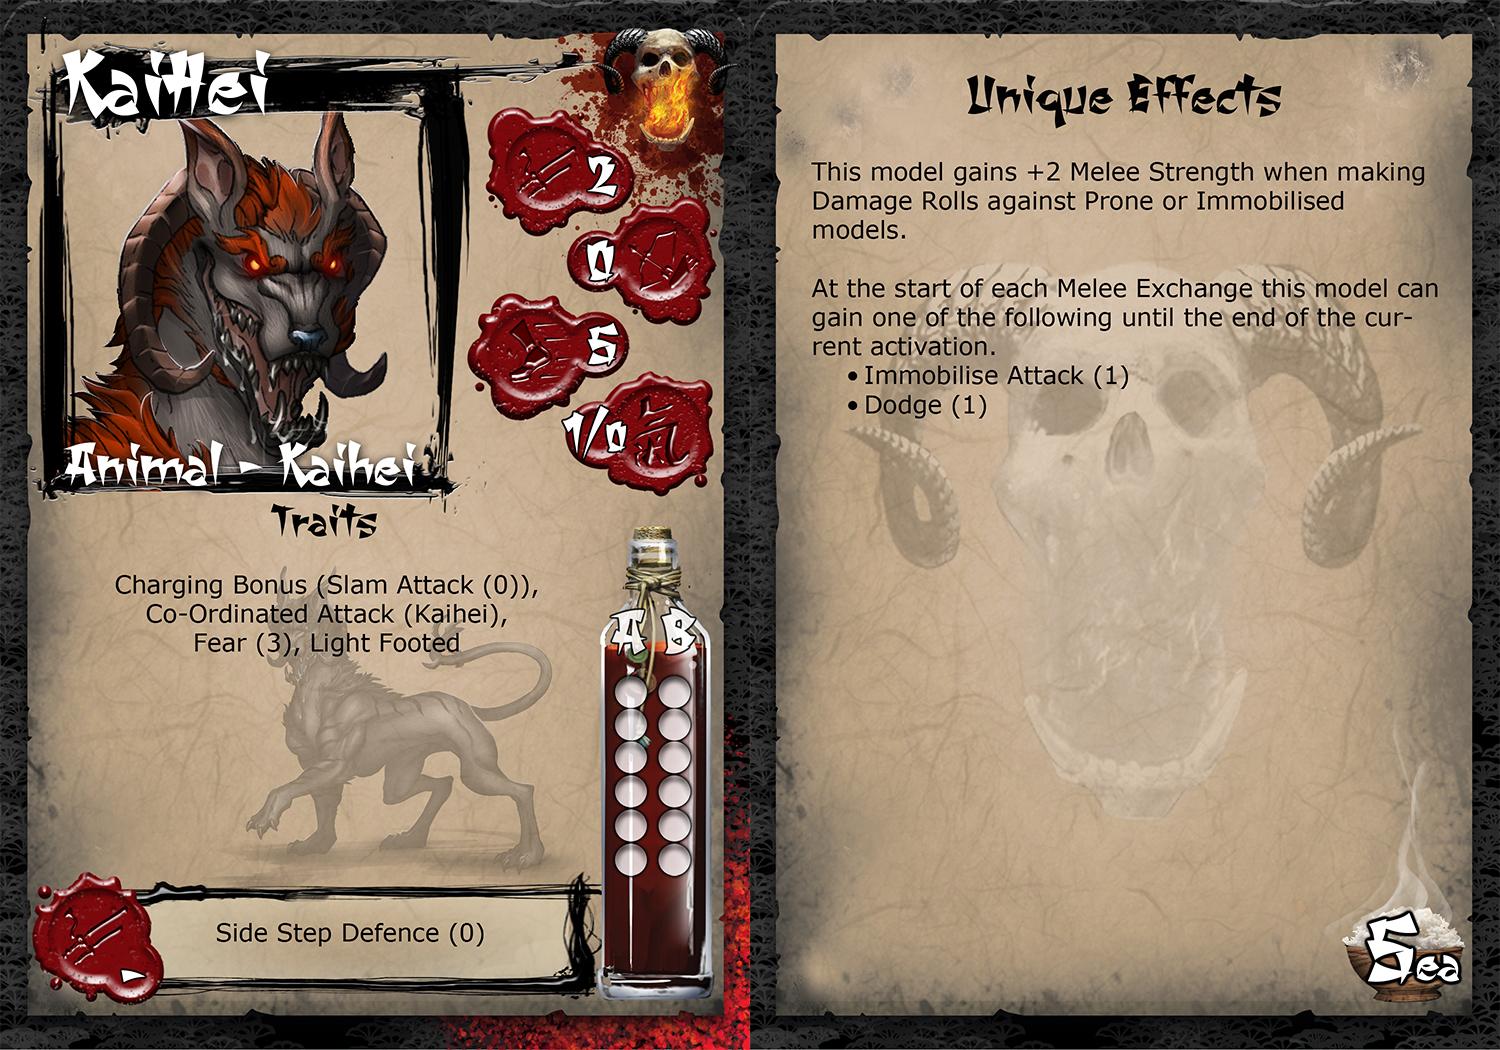 KaiHei
2
0
5
1/0
氣
Animal - Kaihei
Traits
Charging Bonus (Slam Attack (0)),
Co-Ordinated Attack (Kaihei),
Fear (3), Light Footed
A B
Side Step Defence (0)
-
Unique Effects
This model gains +2 Melee Strength when making
Damage Rolls against Prone or Immobilised
models.
At the start of each Melee Exchange this model can
gain one of the following until the end of the cur-
rent activation.
• Immobilise Attack (1)
• Dodge (1)
5ea